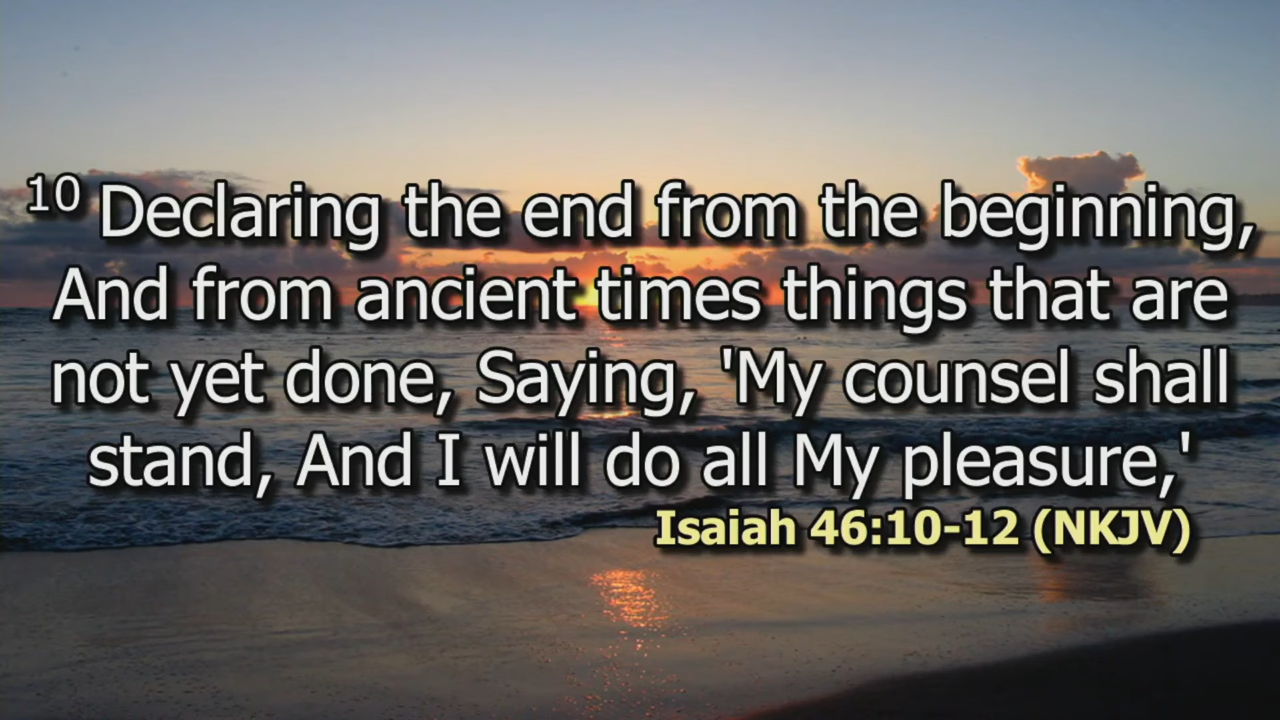 10 Declaring the end from the beginning,
And from ancient times things that are
not yet done, Saying, 'My counsel shall
stand, And I will do all My pleasure,'
Isaiah 46:10-12 (NKJV)